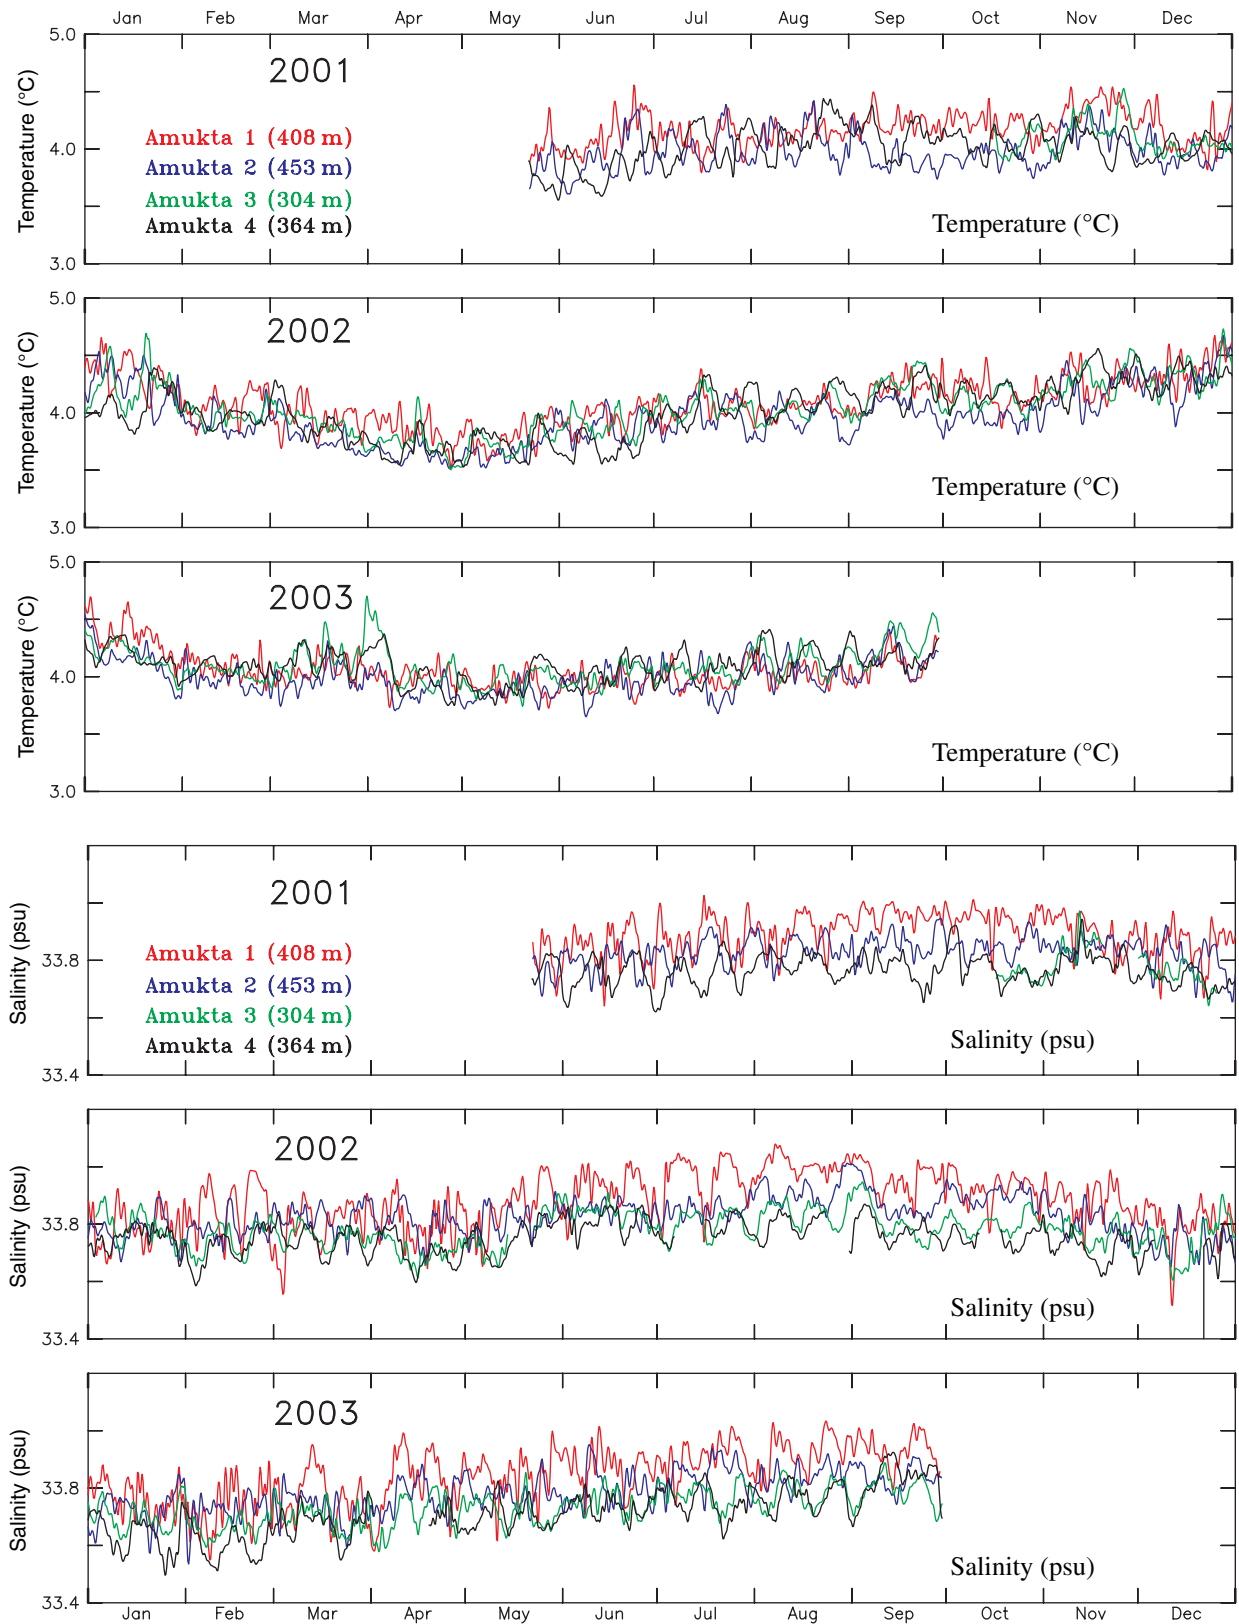 Jan Feb Mar Apr May Jun Jul Aug Sep Oct Nov Dec
5.0
2001
Amukta 1 (408 m)
4.0
Amukta 2 (453 m)
Amukta 3 (304 m)
Amukta 4 (364 m)
Temperature (°C)
Temperature (°C)
3.0
5.0
2002
4.0
Temperature (°C)
Temperature (°C)
3.0
5.0
2003
4.0
Temperature (°C)
Temperature (°C)
3.0
2001
Amukta 1 (408 m)
33.8
Amukta 2 (453 m)
Amukta 3 (304 m)
Amukta 4 (364 m)
Salinity (psu)
Salinity (psu)
33.4
2002
33.8
Salinity (psu)
Salinity (psu)
33.4
2003
33.8
Salinity (psu)
Salinity (psu)
33.4
Jan Feb Mar Apr May Jun Jul Aug Sep Oct Nov Dec